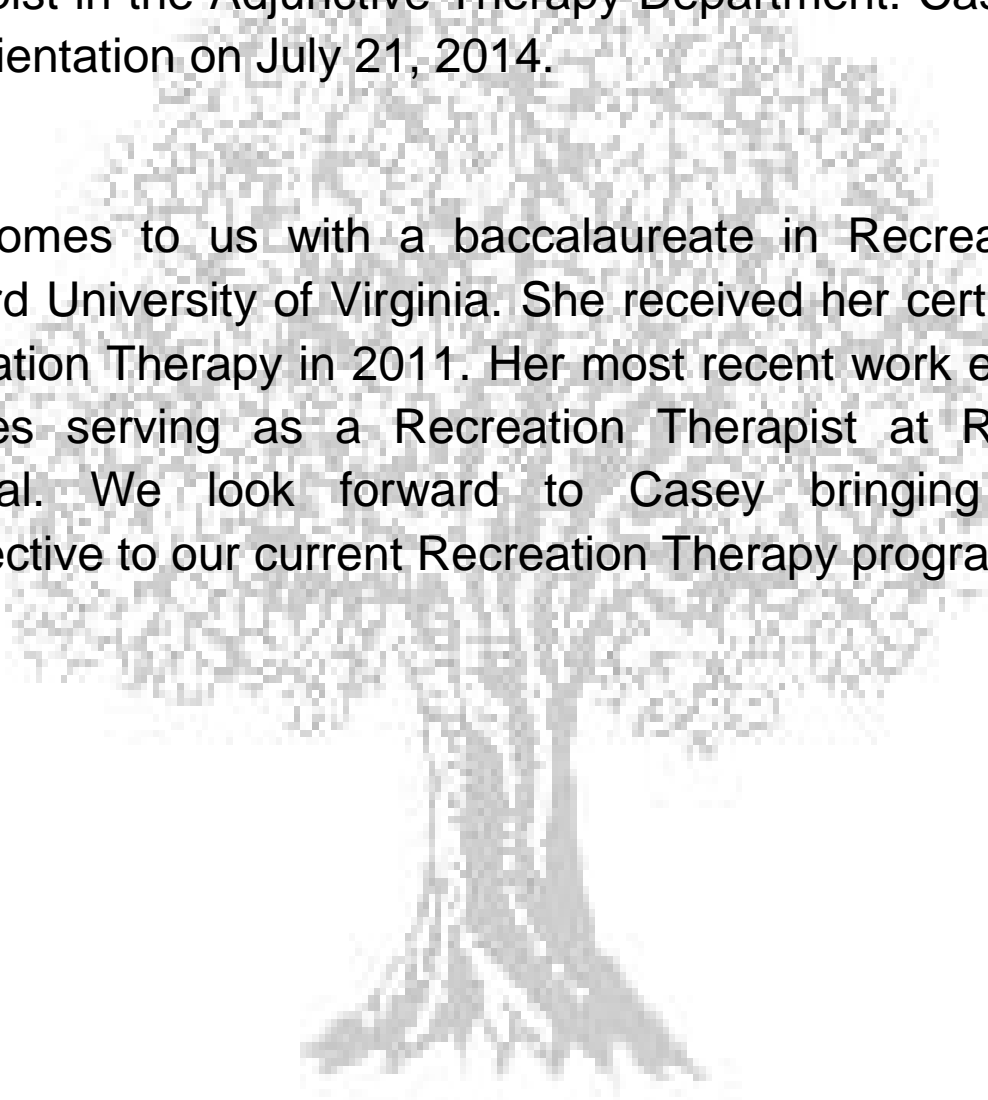 pist in the Adjunctive Therapy Department. Cas
ientation on July 21, 2014.
omes to us with a baccalaureate in Recrea
rd University of Virginia. She received her cert
ation Therapy in 2011. Her most recent work e
es serving as a Recreation Therapist at R
al. We look forward to Casey bringing
ective to our current Recreation Therapy progra